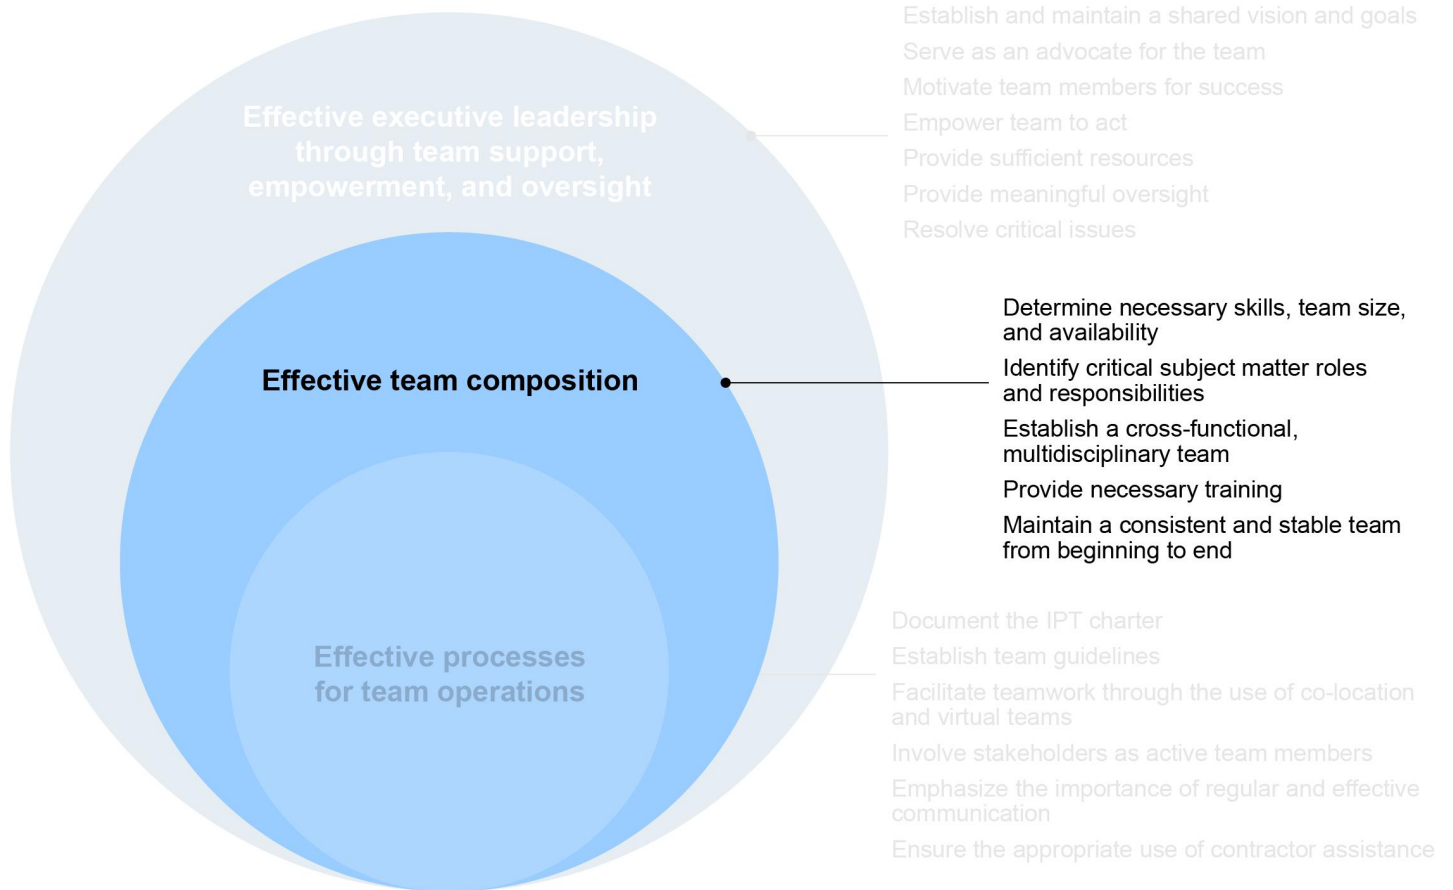 Establish and maintain a shared vision and goals
Serve as an advocate for the team
Motivate team members for success
Empower team to act
Provide sufficient resources
Provide meaningful oversight
Resolve critical issues
Effective executive leadership
through team support,
empowerment, and oversight
Effective team composition
Determine necessary skills, team size,
and availability
Identify critical subject matter roles
and responsibilities
Establish a cross-functional,
multidisciplinary team
Provide necessary training
Maintain a consistent and stable team
from beginning to end
Effective processes
for team operations
Document the IPT charter
Establish team guidelines
Facilitate teamwork through the use of co-location
and virtual teams
Involve stakeholders as active team members
Emphasize the importance of regular and effective
communication
Ensure the appropriate use of contractor assistance